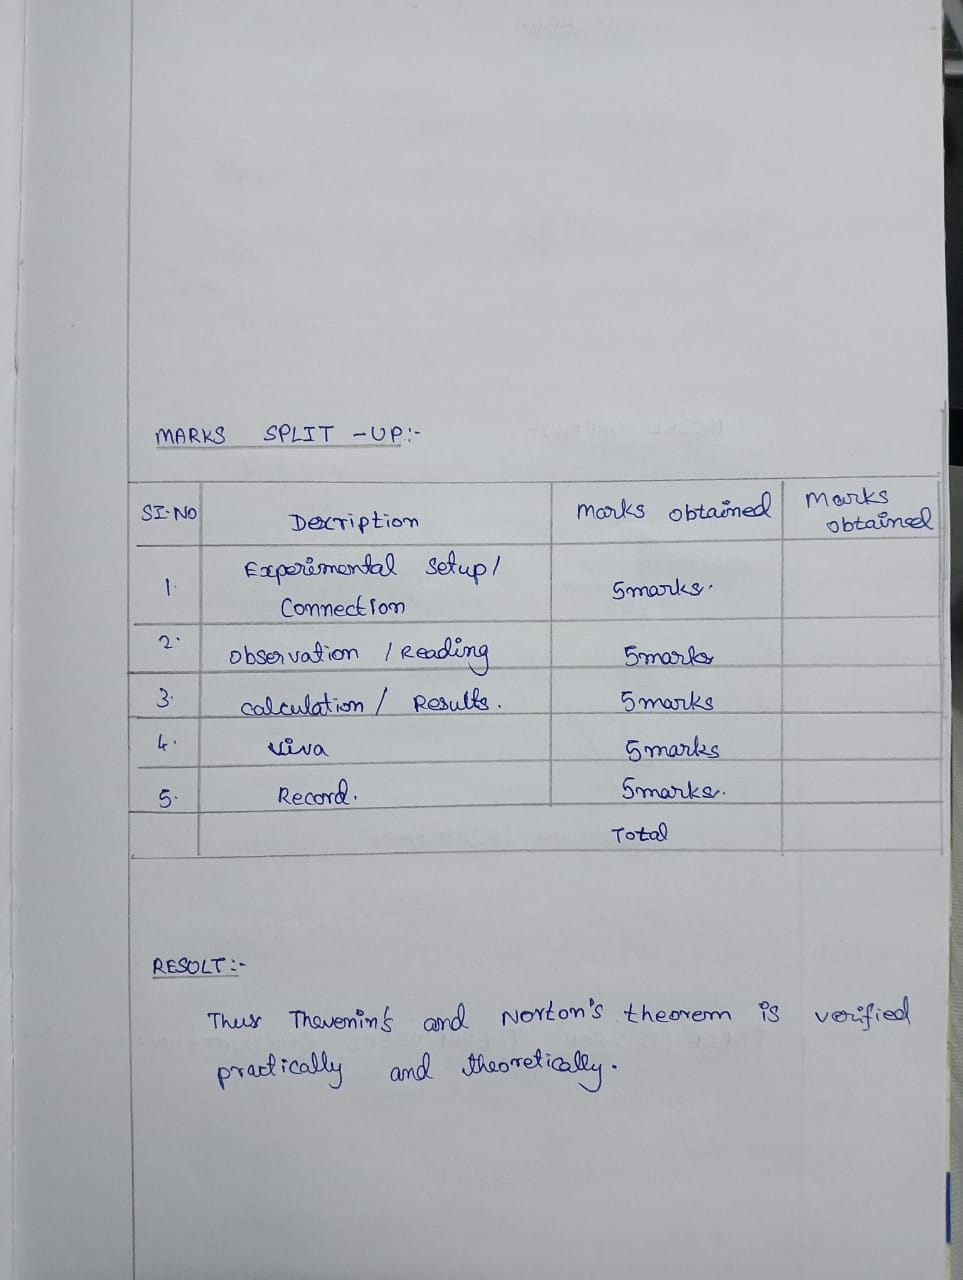 MARKS SPLIT -UP:-
SI.NO Description Marks obtained Marks obtained
1. Experimental Setup/ Connection 5marks.
2. Observation / Reading 5marks
3. calculation / Results. 5marks
4. Viva 5marks
5. Record. 5marks.
Total
RESULT:-
Thus Thevenin's and Norton's theorem is verified
practically and theoretically.